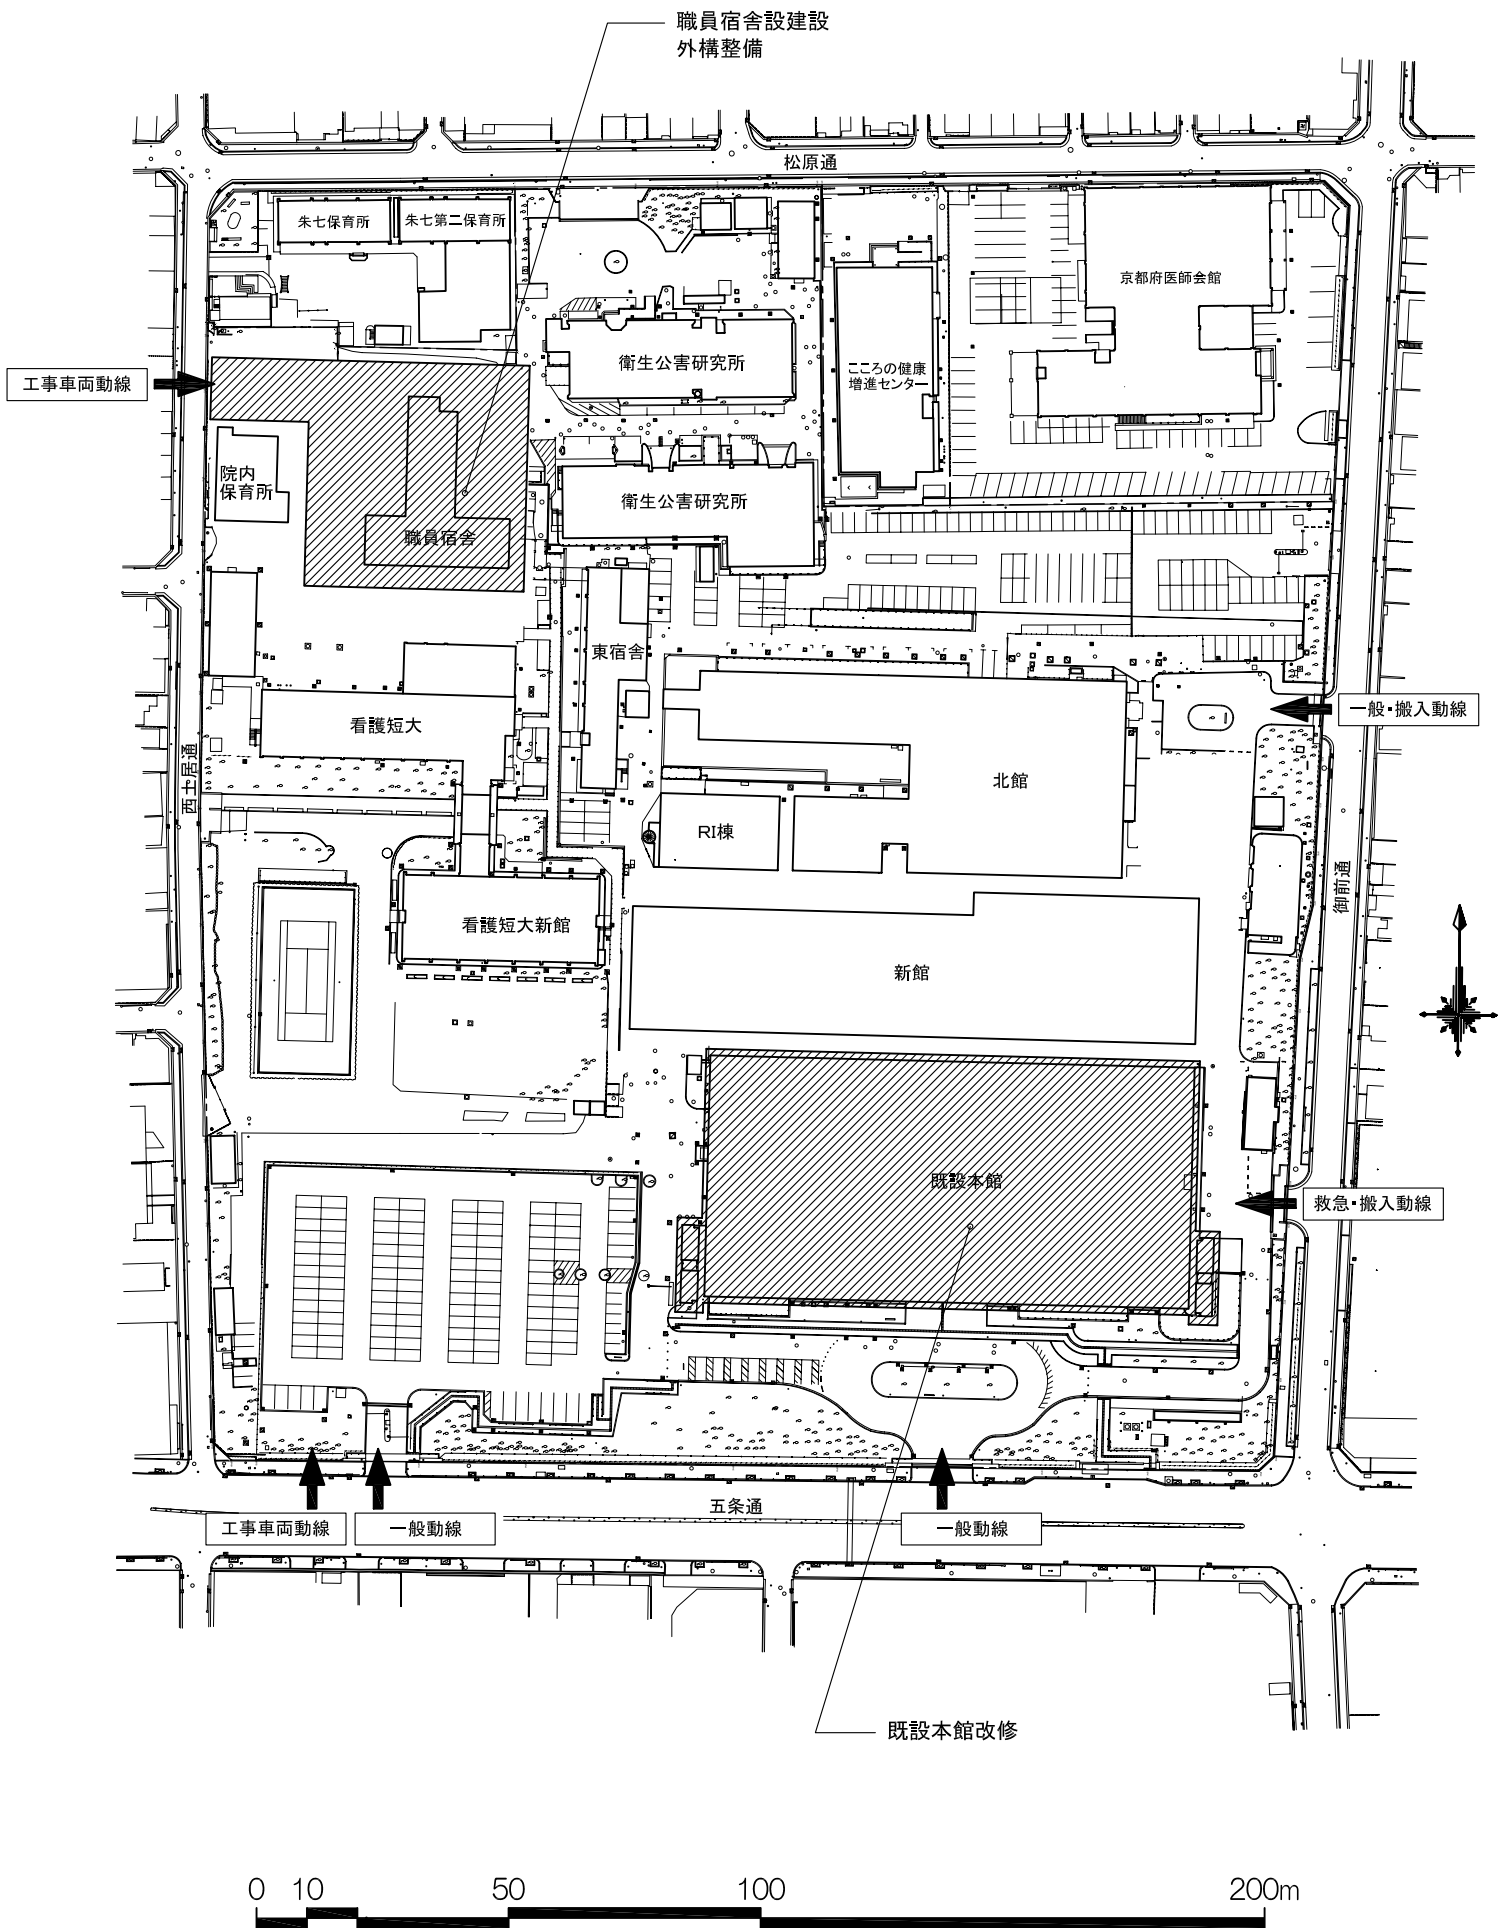 職員宿舎設建設
外構整備
松原通
朱七保育所
朱七第二保育所
京都府医師会館
衛生公害研究所
こころの健康
増進センター
工事車両動線
院内
保育所
衛生公害研究所
職員宿舎
東宿舎
看護短大
一般・搬入動線
西土居通
北館
RI棟
御前通
看護短大新館
新館
既設本館
救急・搬入動線
五条通
工事車両動線
一般動線
一般動線
既設本館改修
0 10 50 100 200m